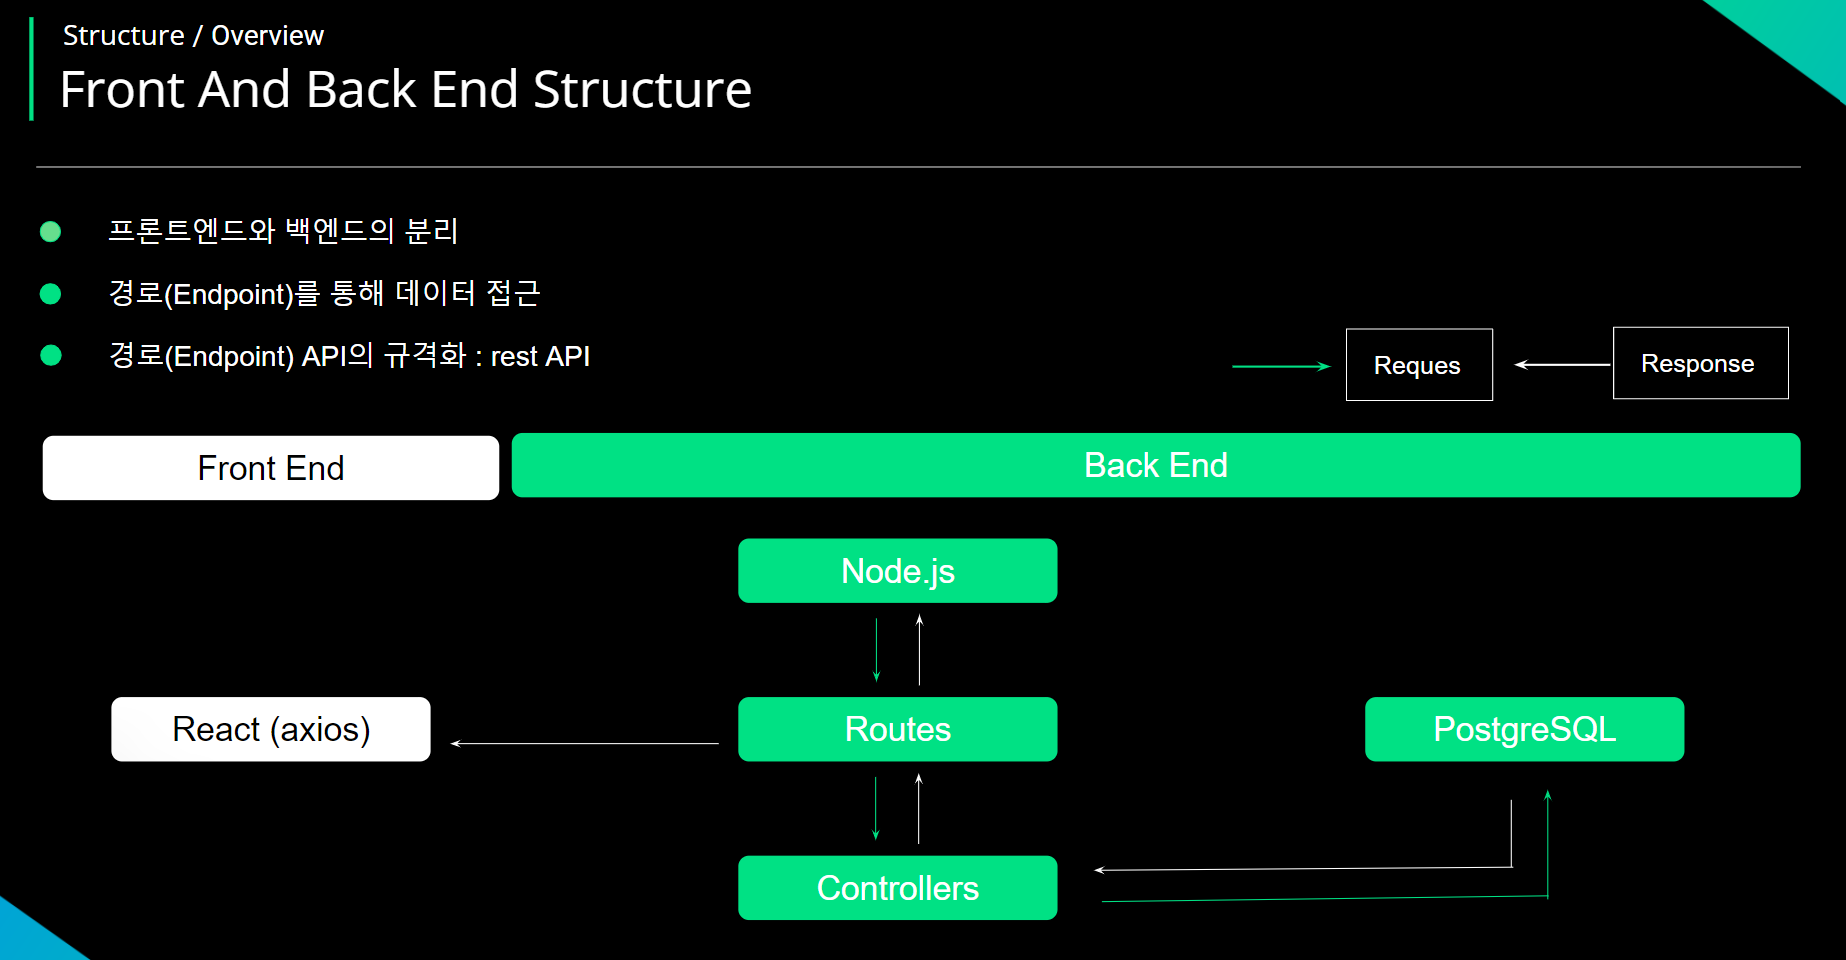 Structure / Overview
Front And Back End Structure
프론트엔드와 백엔드의 분리
경로(Endpoint)를 통해 데이터 접근
경로(Endpoint) API의 규격화 : rest API
Reques
Response
Front End
Back End
Node.js
React (axios)
Routes
PostgreSQL
Controllers